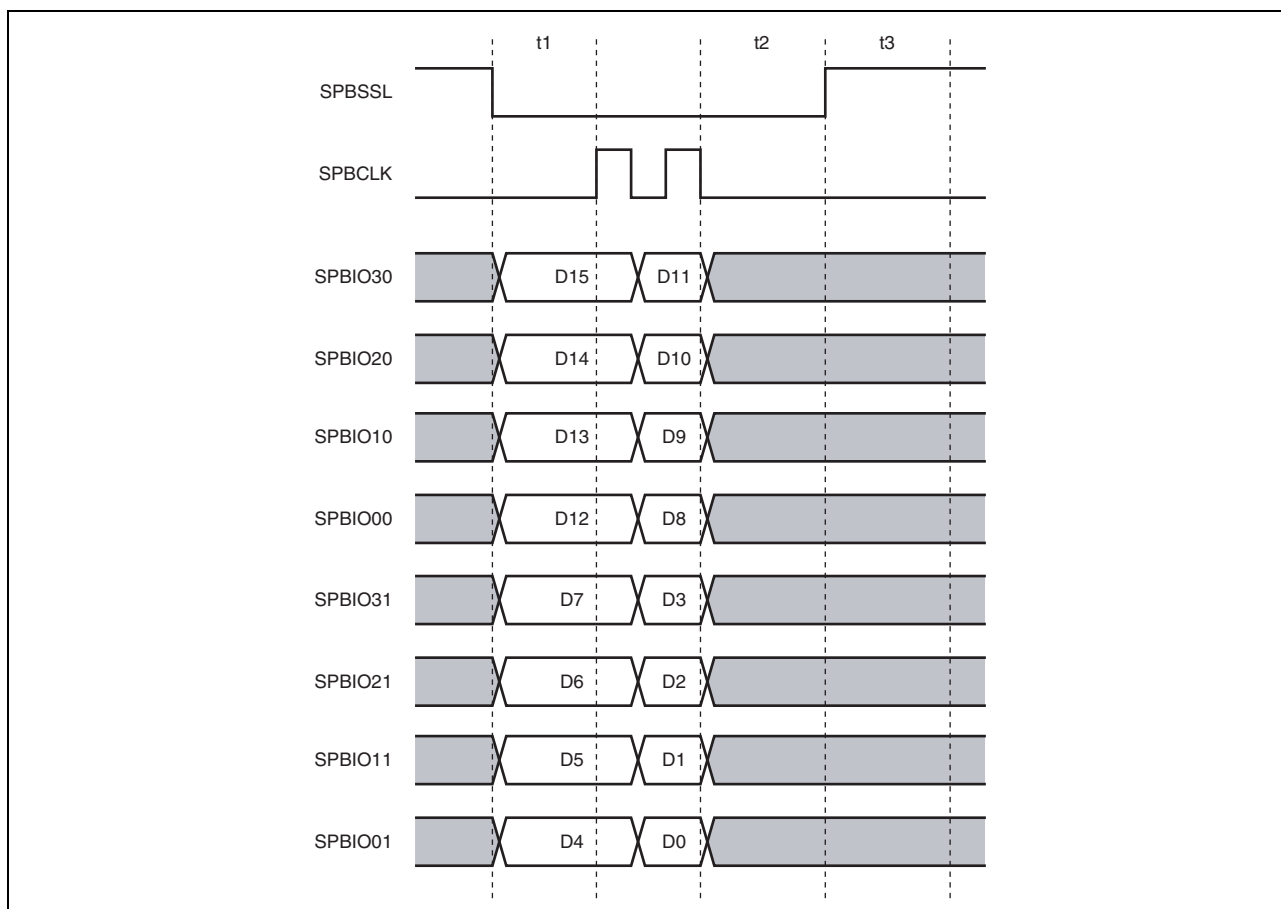 t1 t2 t3
SPBSSL
SPBCLK
SPBIO30 D15 D11
SPBIO20 D14 D10
SPBIO10 D13 D9
SPBIO00 D12 D8
SPBIO31 D7 D3
SPBIO21 D6 D2
SPBIO11 D5 D1
SPBIO01 D4 D0